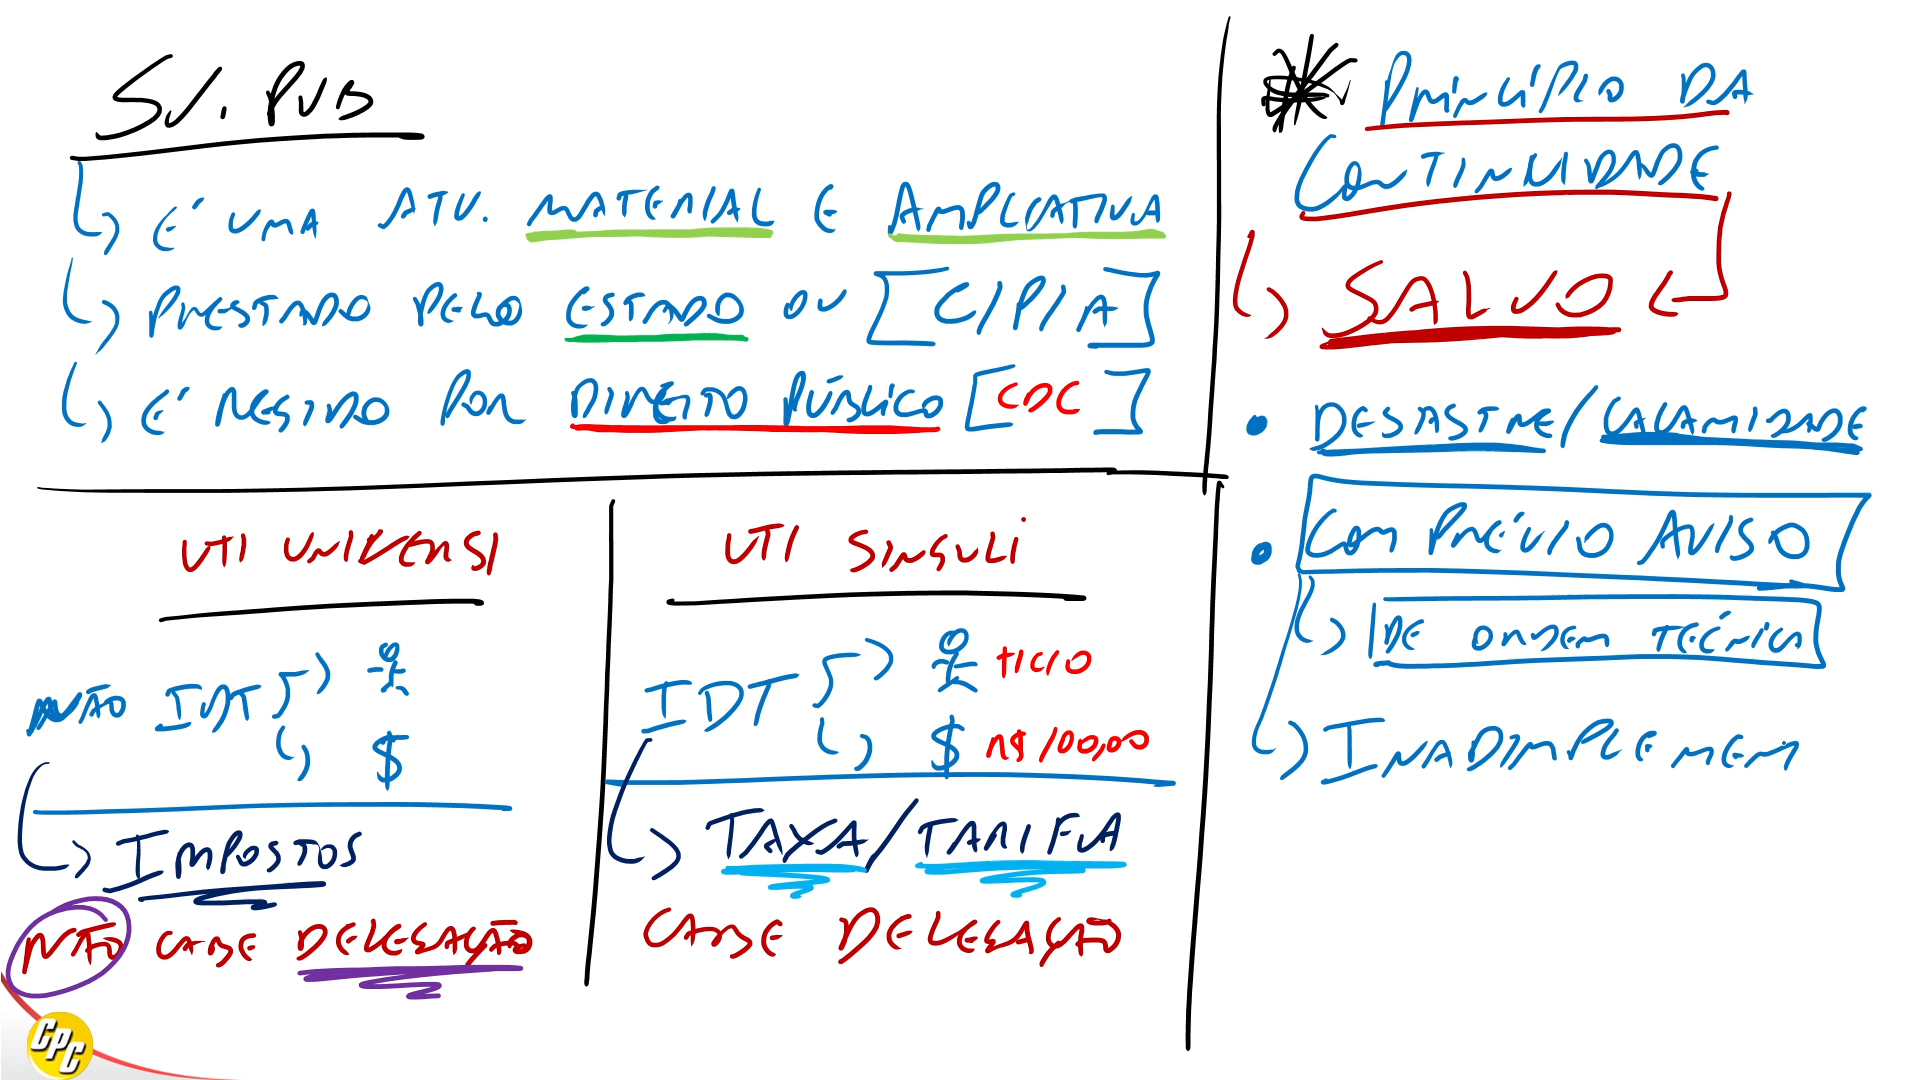 SV. PUB
É UMA ATV. MATERIAL E AMPLIATIVA
PRESTADO PELO ESTADO OU [C/P/A]
É REGIDO POR DIREITO PÚBLICO [CDC]
UTI UNIVERSI
NÃO IDT
$
IMPOSTOS
NÃO CABE DELEGAÇÃO
UTI SINGULI
IDT
TICIO
$ R$ 100,00
TAXA/TARIFA
CABE DELEGAÇÃO
PRINCÍPIO DA
CONTINUIDADE
SALVO
• DESASTRE/CALAMIDADE
• COM PRÉVIO AVISO
DE ORDEM TÉCNICA
INADIMPLEMEM
CPC